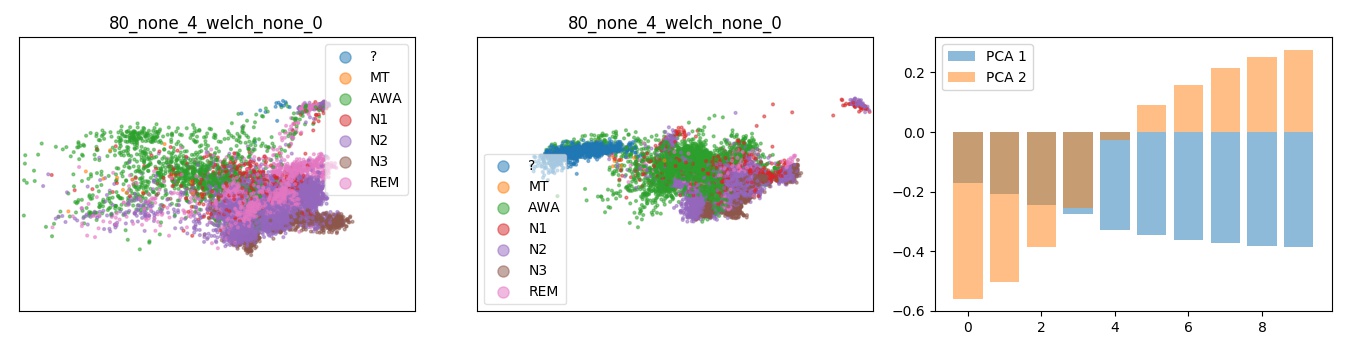 80_none_4_welch_none_0
?
MT
AWA
N1
N2
N3
REM
80_none_4_welch_none_0
?
MT
AWA
N1
N2
N3
REM
PCA 1
PCA 2
0.2
0.0
−0.2
−0.4
−0.6
0 2 4 6 8